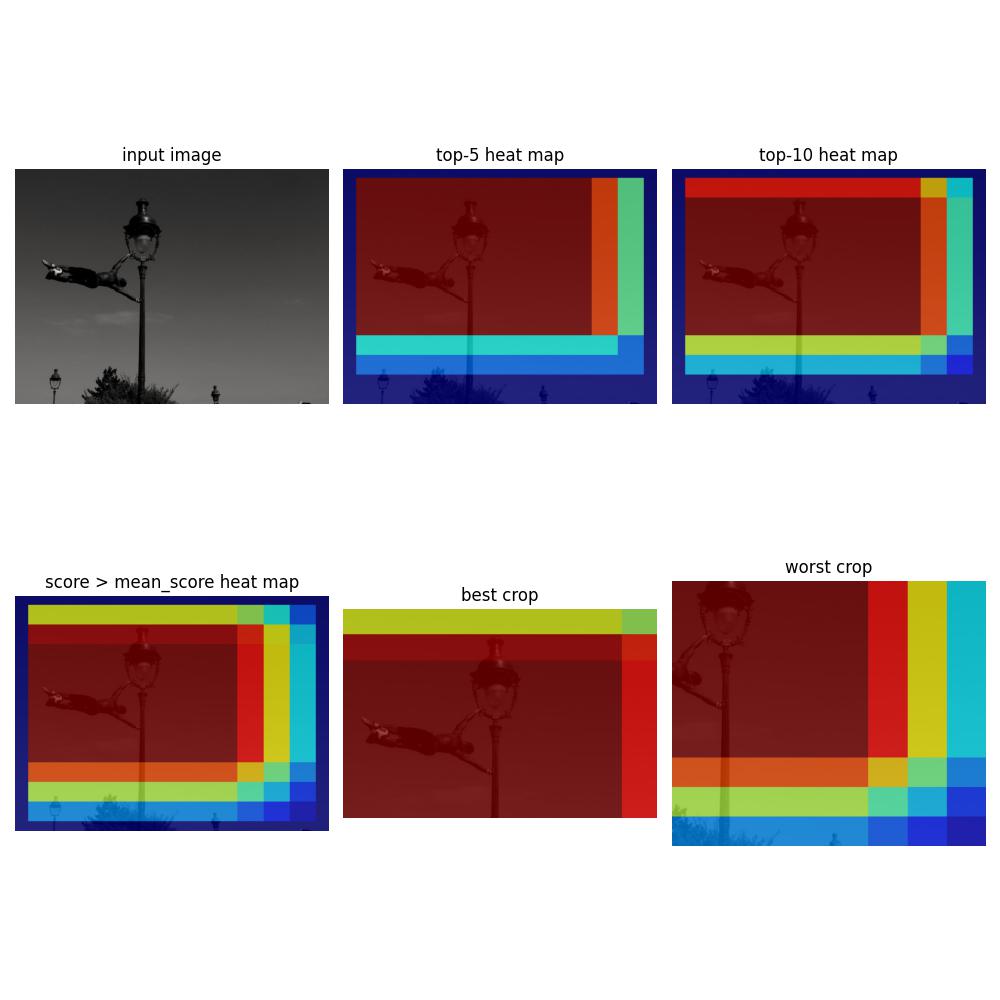 input image
top-5 heat map
top-10 heat map
score > mean_score heat map
best crop
worst crop